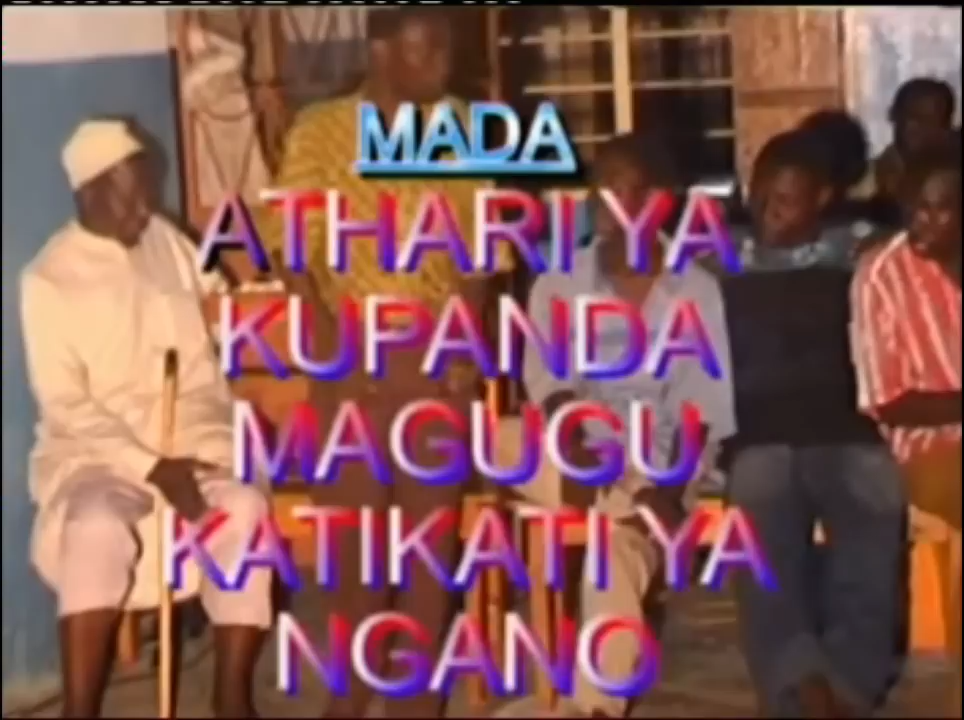 MADA
ATHARI YA
KUPANDA
MAGUGU
KATIKATI YA
NGANO